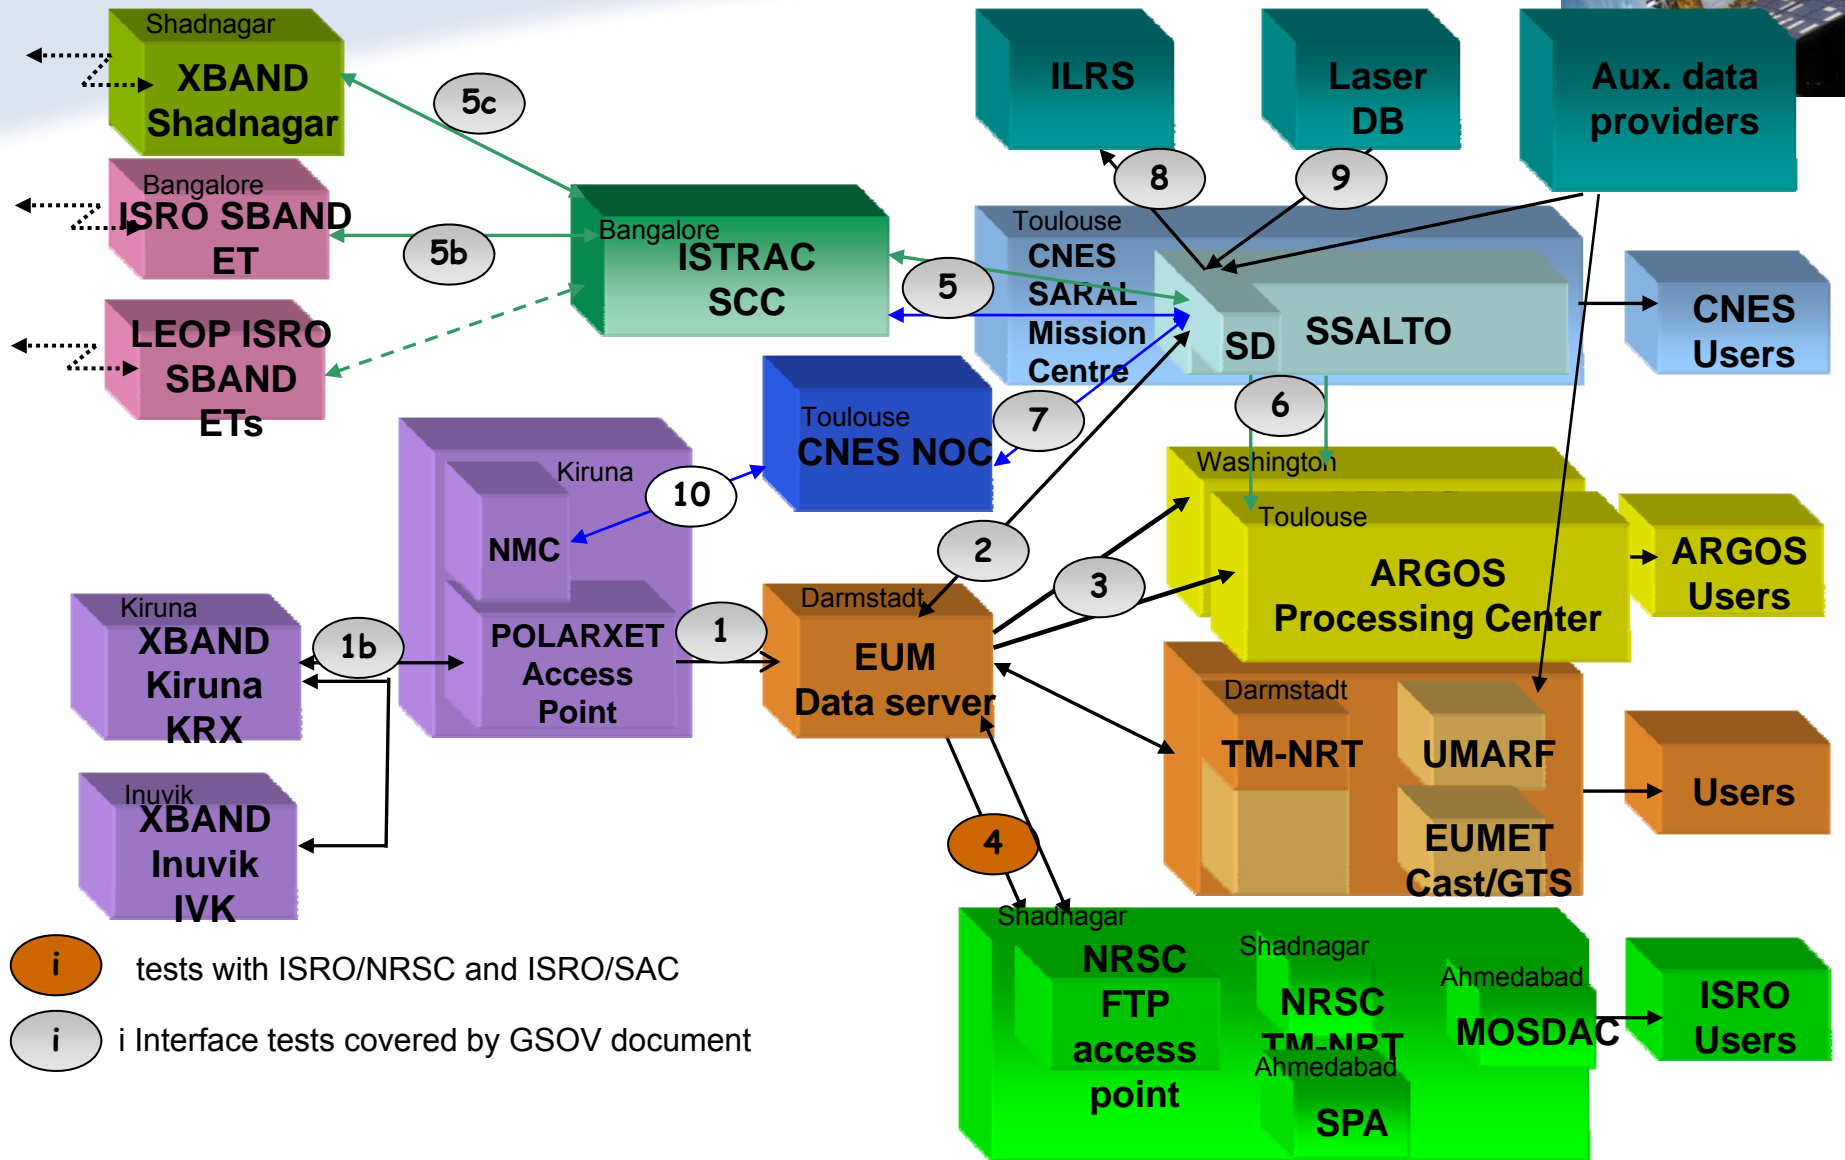 Shadnagar
XBAND
Shadnagar
5c
Bangalore
ISRO SBAND
ET
5b
LEOP ISRO
SBAND
ETs
Bangalore
ISTRAC
SCC
5
ILRS
Laser
DB
Aux. data
providers
8
9
Toulouse
CNES
SARAL
Mission
Centre
SD
SSALTO
CNES
Users
6
7
Toulouse
CNES NOC
Kiruna
NMC
10
POLARXET
Access
Point
Kiruna
XBAND
Kiruna
KRX
1b
1
Inuvik
XBAND
Inuvik
IVK
2
Darmstadt
EUM
Data server
3
Washington
Toulouse
ARGOS
Processing Center
ARGOS
Users
Darmstadt
TM-NRT
UMARF
EUMET
Cast/GTS
Users
4
Shadnagar
NRSC
FTP
access
point
Shadnagar
NRSC
TM-NRT
Ahmedabad
SPA
Ahmedabad
MOSDAC
ISRO
Users
i tests with ISRO/NRSC and ISRO/SAC
i i Interface tests covered by GSOV document